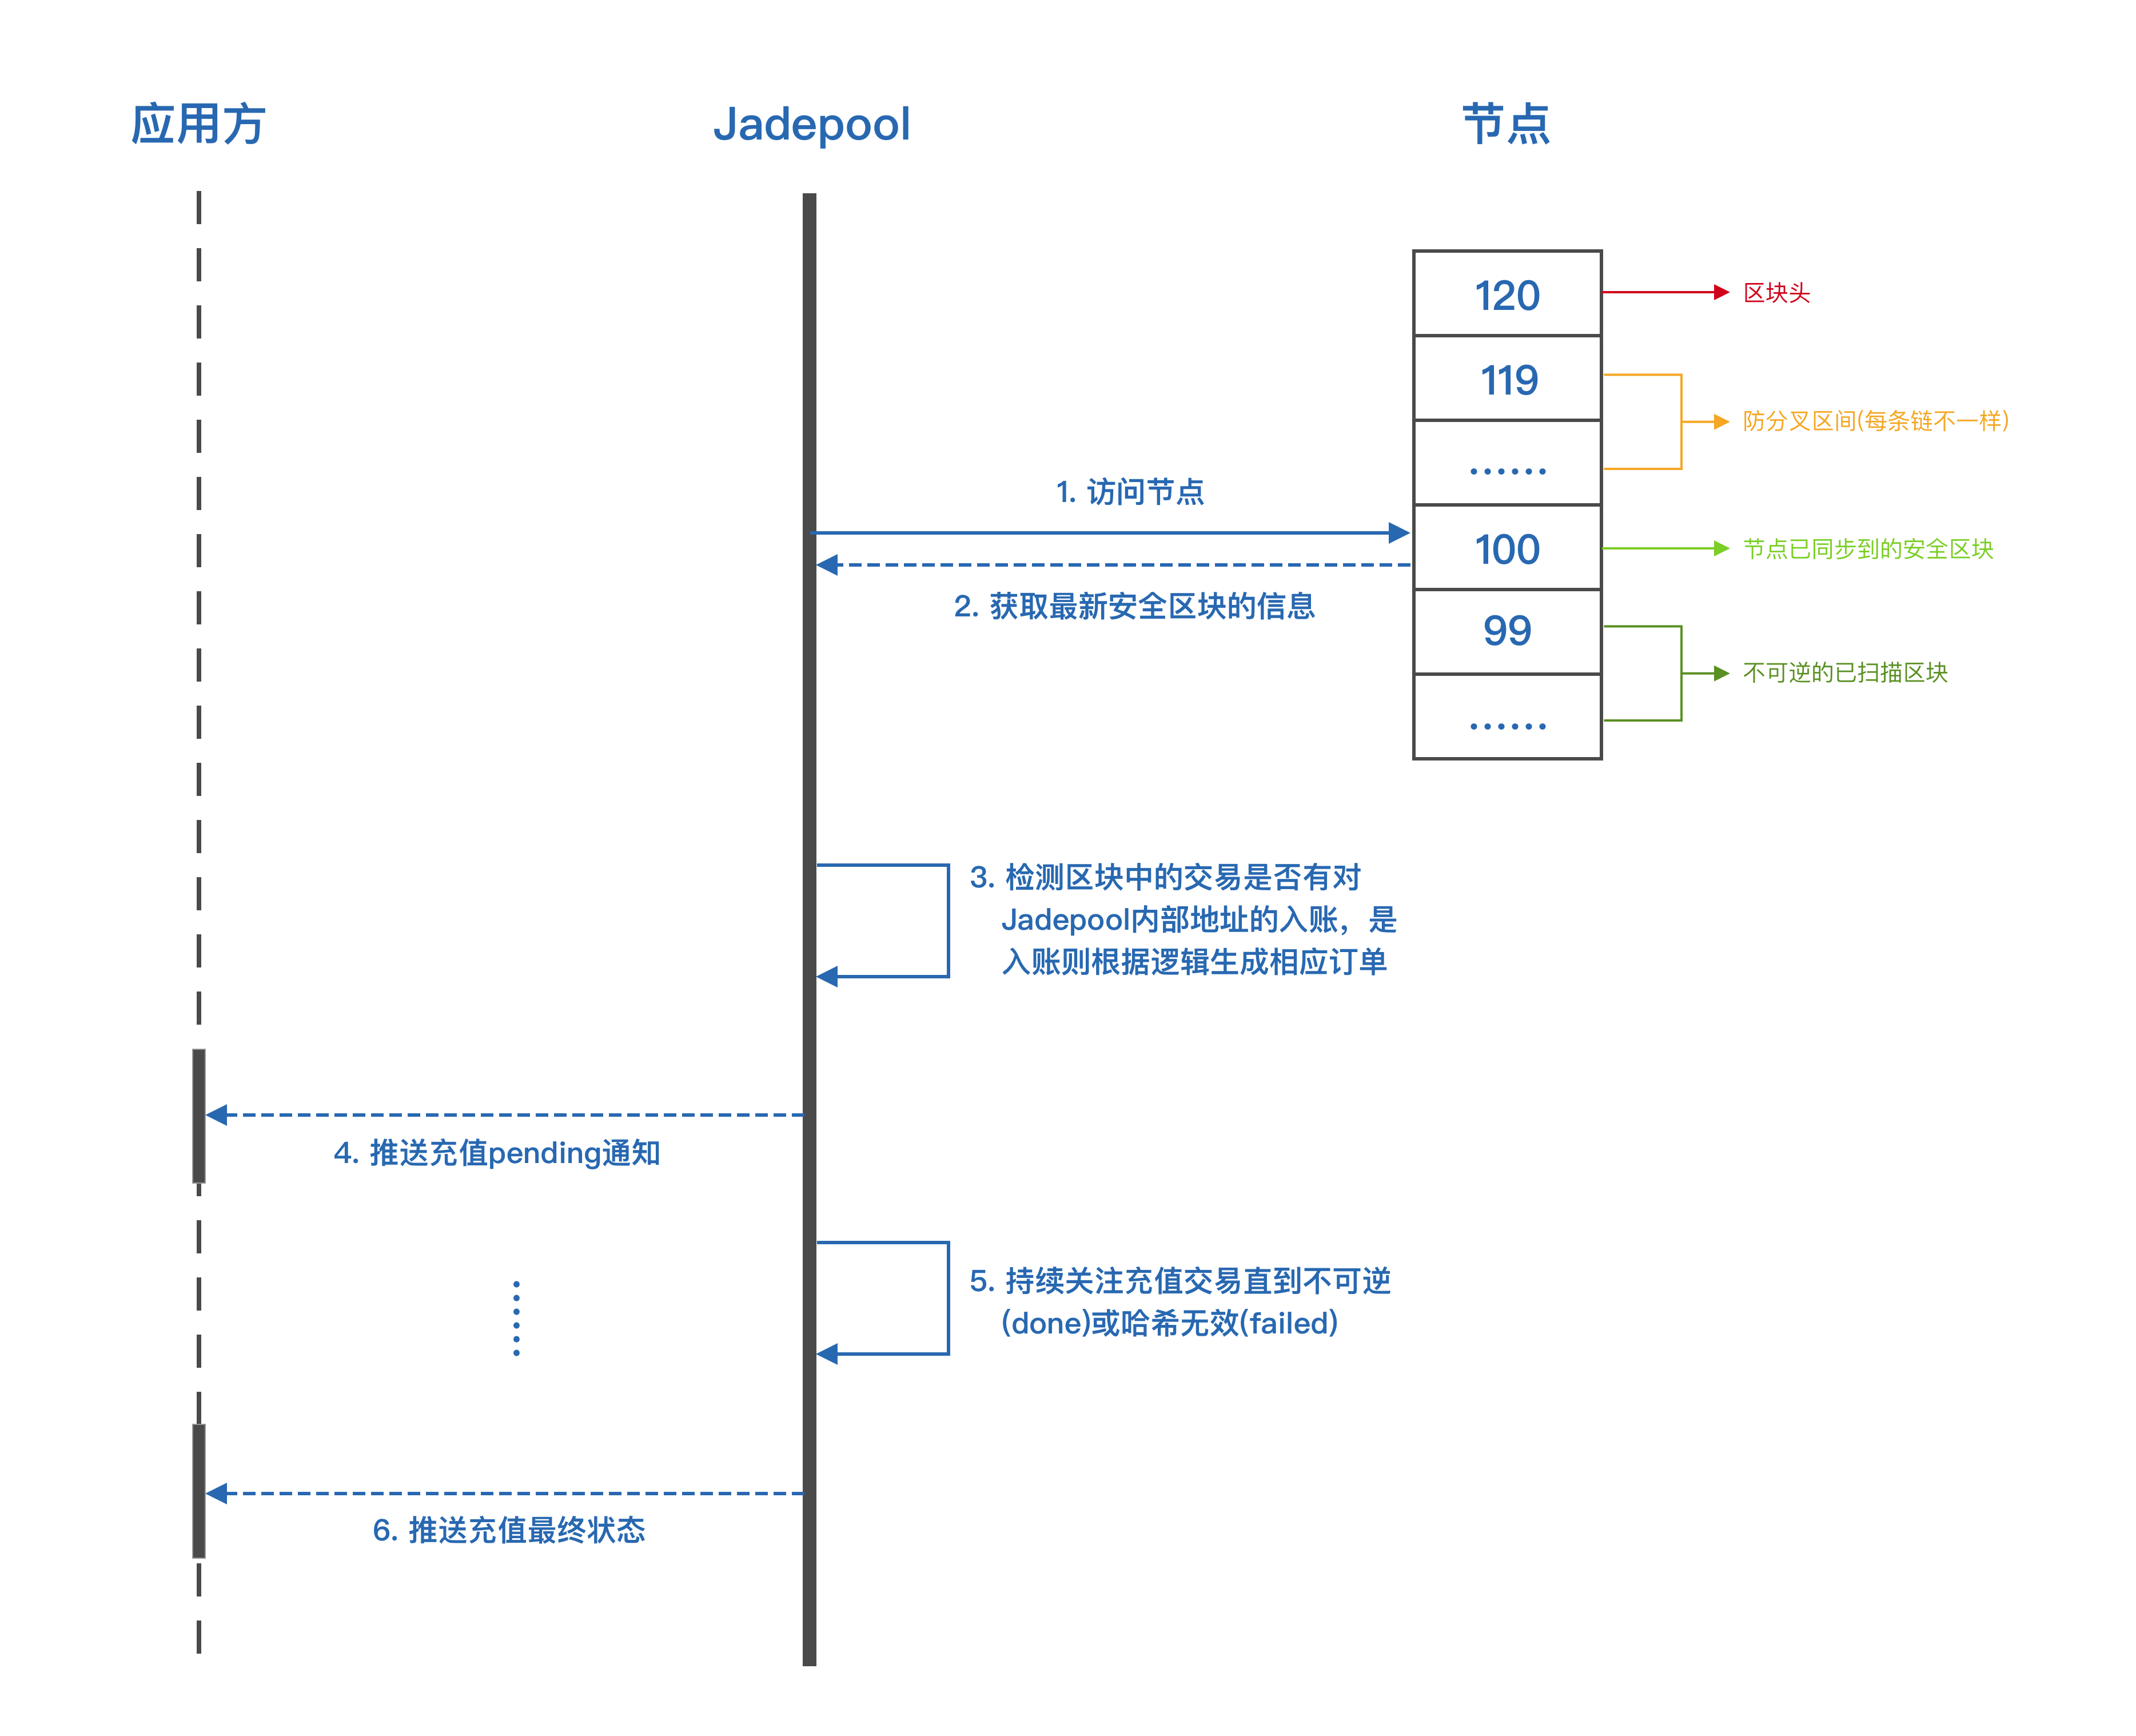 应用方
Jadepool
节点
120
区块头
119
防分叉区间(每条链不一样)
......
1. 访问节点
100
节点已同步到的安全区块
2. 获取最新安全区块的信息
99
不可逆的已扫描区块
......
3. 检测区块中的交易是否有对
Jadepool内部地址的入账，是
入账则根据逻辑生成相应订单
4. 推送充值pending通知
5. 持续关注充值交易直到不可逆
(done)或哈希无效(failed)
6. 推送充值最终状态